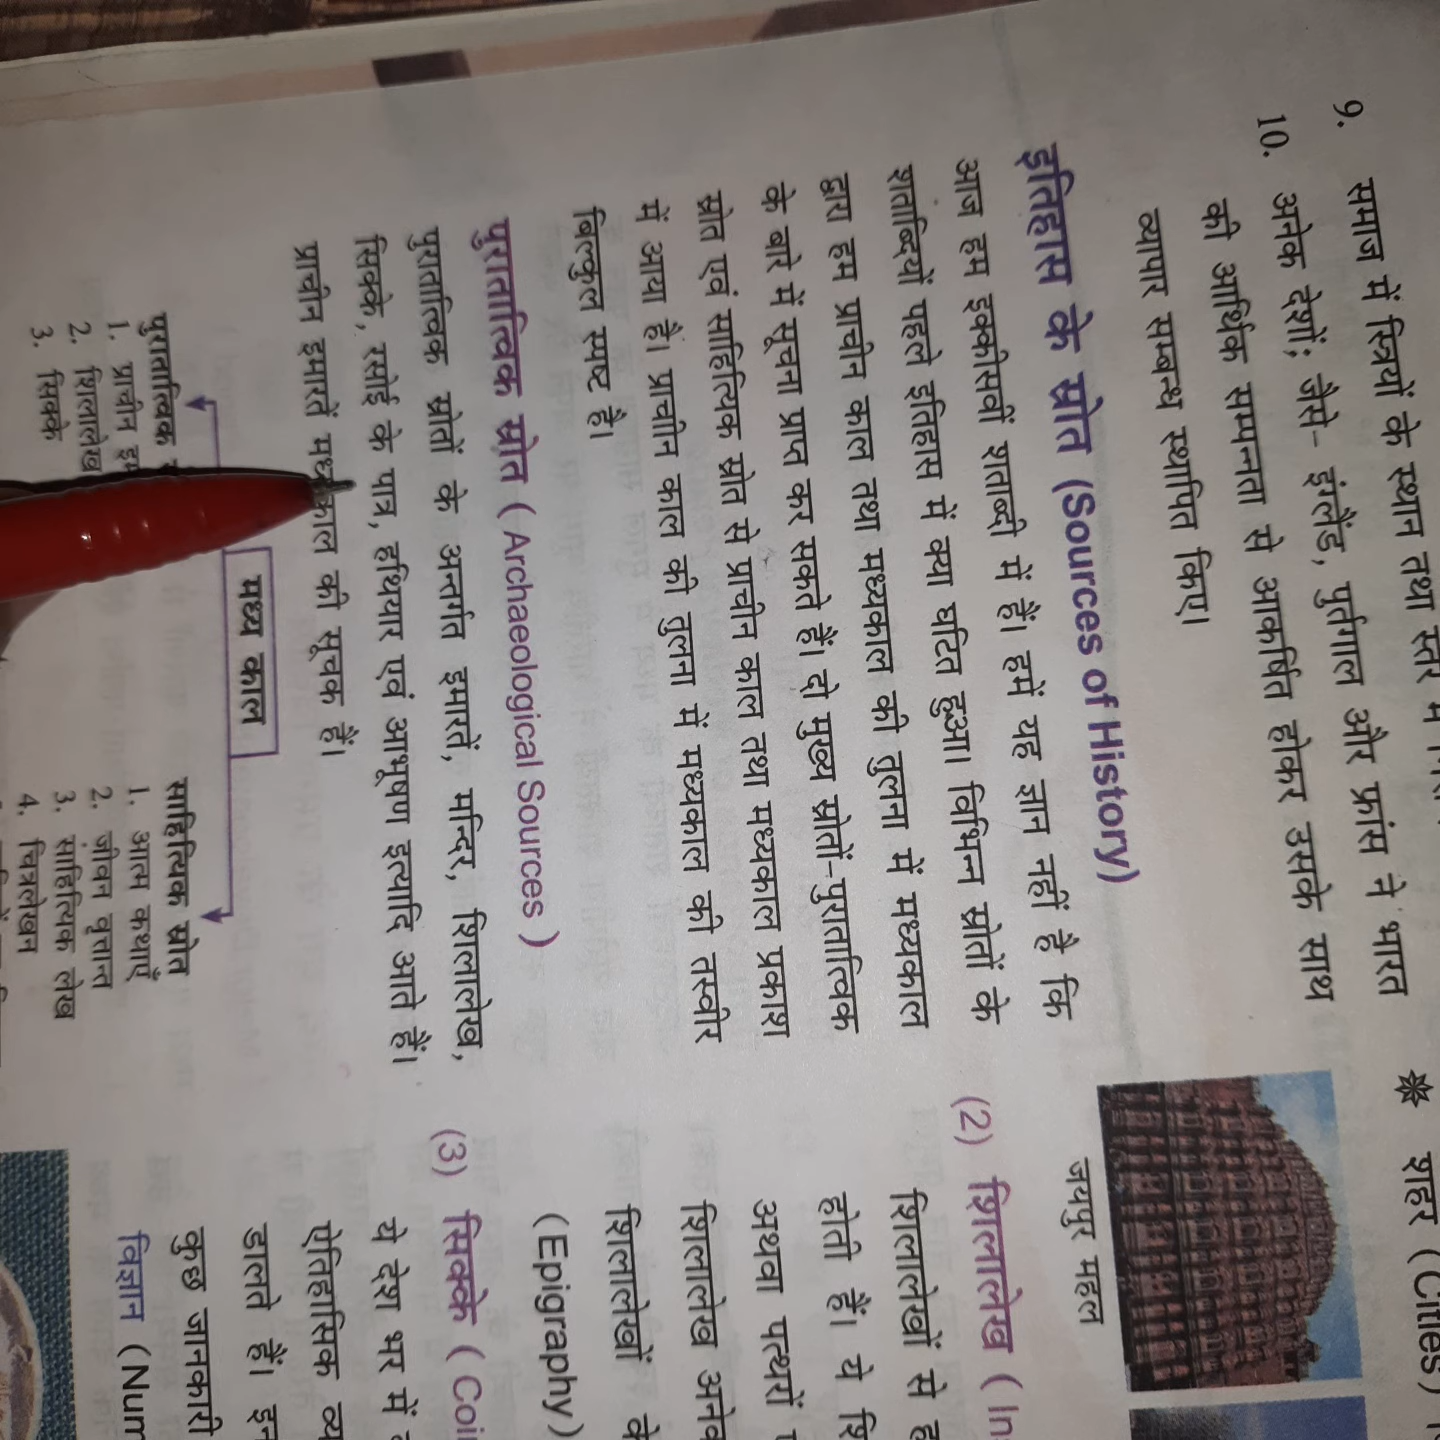 9. समाज में स्त्रियों के स्थान तथा स्तर में
10. अनेक देशों; जैसे- इंग्लैंड, पुर्तगाल और फ्रांस ने भारत
की आर्थिक सम्पन्नता से आकर्षित होकर उसके साथ
व्यापार सम्बन्ध स्थापित किए।
इतिहास के स्रोत (Sources of History)
आज हम इक्कीसवीं शताब्दी में हैं। हमें यह ज्ञान नहीं है कि
शताब्दियों पहले इतिहास में क्या घटित हुआ। विभिन्न स्रोतों के
द्वारा हम प्राचीन काल तथा मध्यकाल की तुलना में मध्यकाल
के बारे में सूचना प्राप्त कर सकते हैं। दो मुख्य स्रोतों-पुरातात्विक
स्रोत एवं साहित्यिक स्रोत से प्राचीन काल तथा मध्यकाल प्रकाश
में आया है। प्राचीन काल की तुलना में मध्यकाल की तस्वीर
बिल्कुल स्पष्ट है।
पुरातात्विक स्रोत ( Archaeological Sources )
पुरातात्विक स्रोतों के अन्तर्गत इमारतें, मन्दिर, शिलालेख,
सिक्के, रसोई के पात्र, हथियार एवं आभूषण इत्यादि आते हैं।
प्राचीन इमारतें मध्यकाल की सूचक हैं।
मध्य काल
पुरातात्विक
1. प्राचीन
2. शिलालेख
3. सिक्के
साहित्यिक स्रोत
1. आत्म कथाएँ
2. जीवन वृत्तान्त
3. साहित्यिक लेख
4. चित्रलेखन
शहर (Cities)
जयपुर महल
(2) शिलालेख (
शिलालेखों से
होती है। ये
अथवा पत्थरों
शिलालेख
शिलालेखों के
(Epigraphy)
(3) सिक्के (
ये देश भर में
ऐतिहासिक
डालते हैं। इन
कुछ जानकारी
विज्ञान